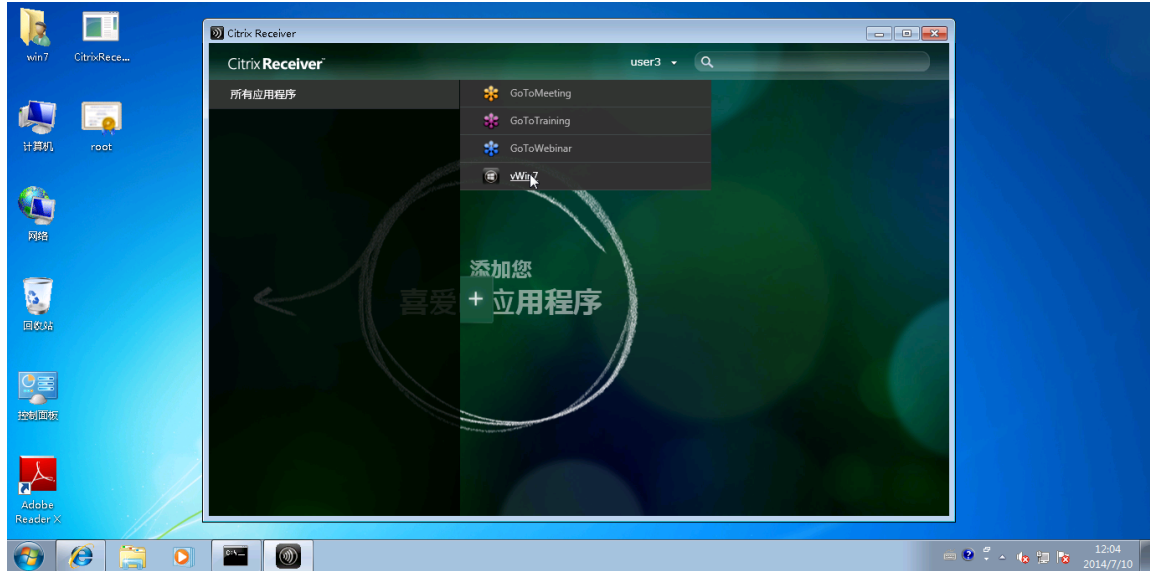 win7
CitrixRece...
计算机
root
网络
回收站
控制面板
Adobe
Reader X
Citrix Receiver
Citrix Receiver
user3
所有应用程序
GoToMeeting
GoToTraining
GoToWebinar
vWin7
添加您
喜爱 应用程序
C:\_
12:04
2014/7/10